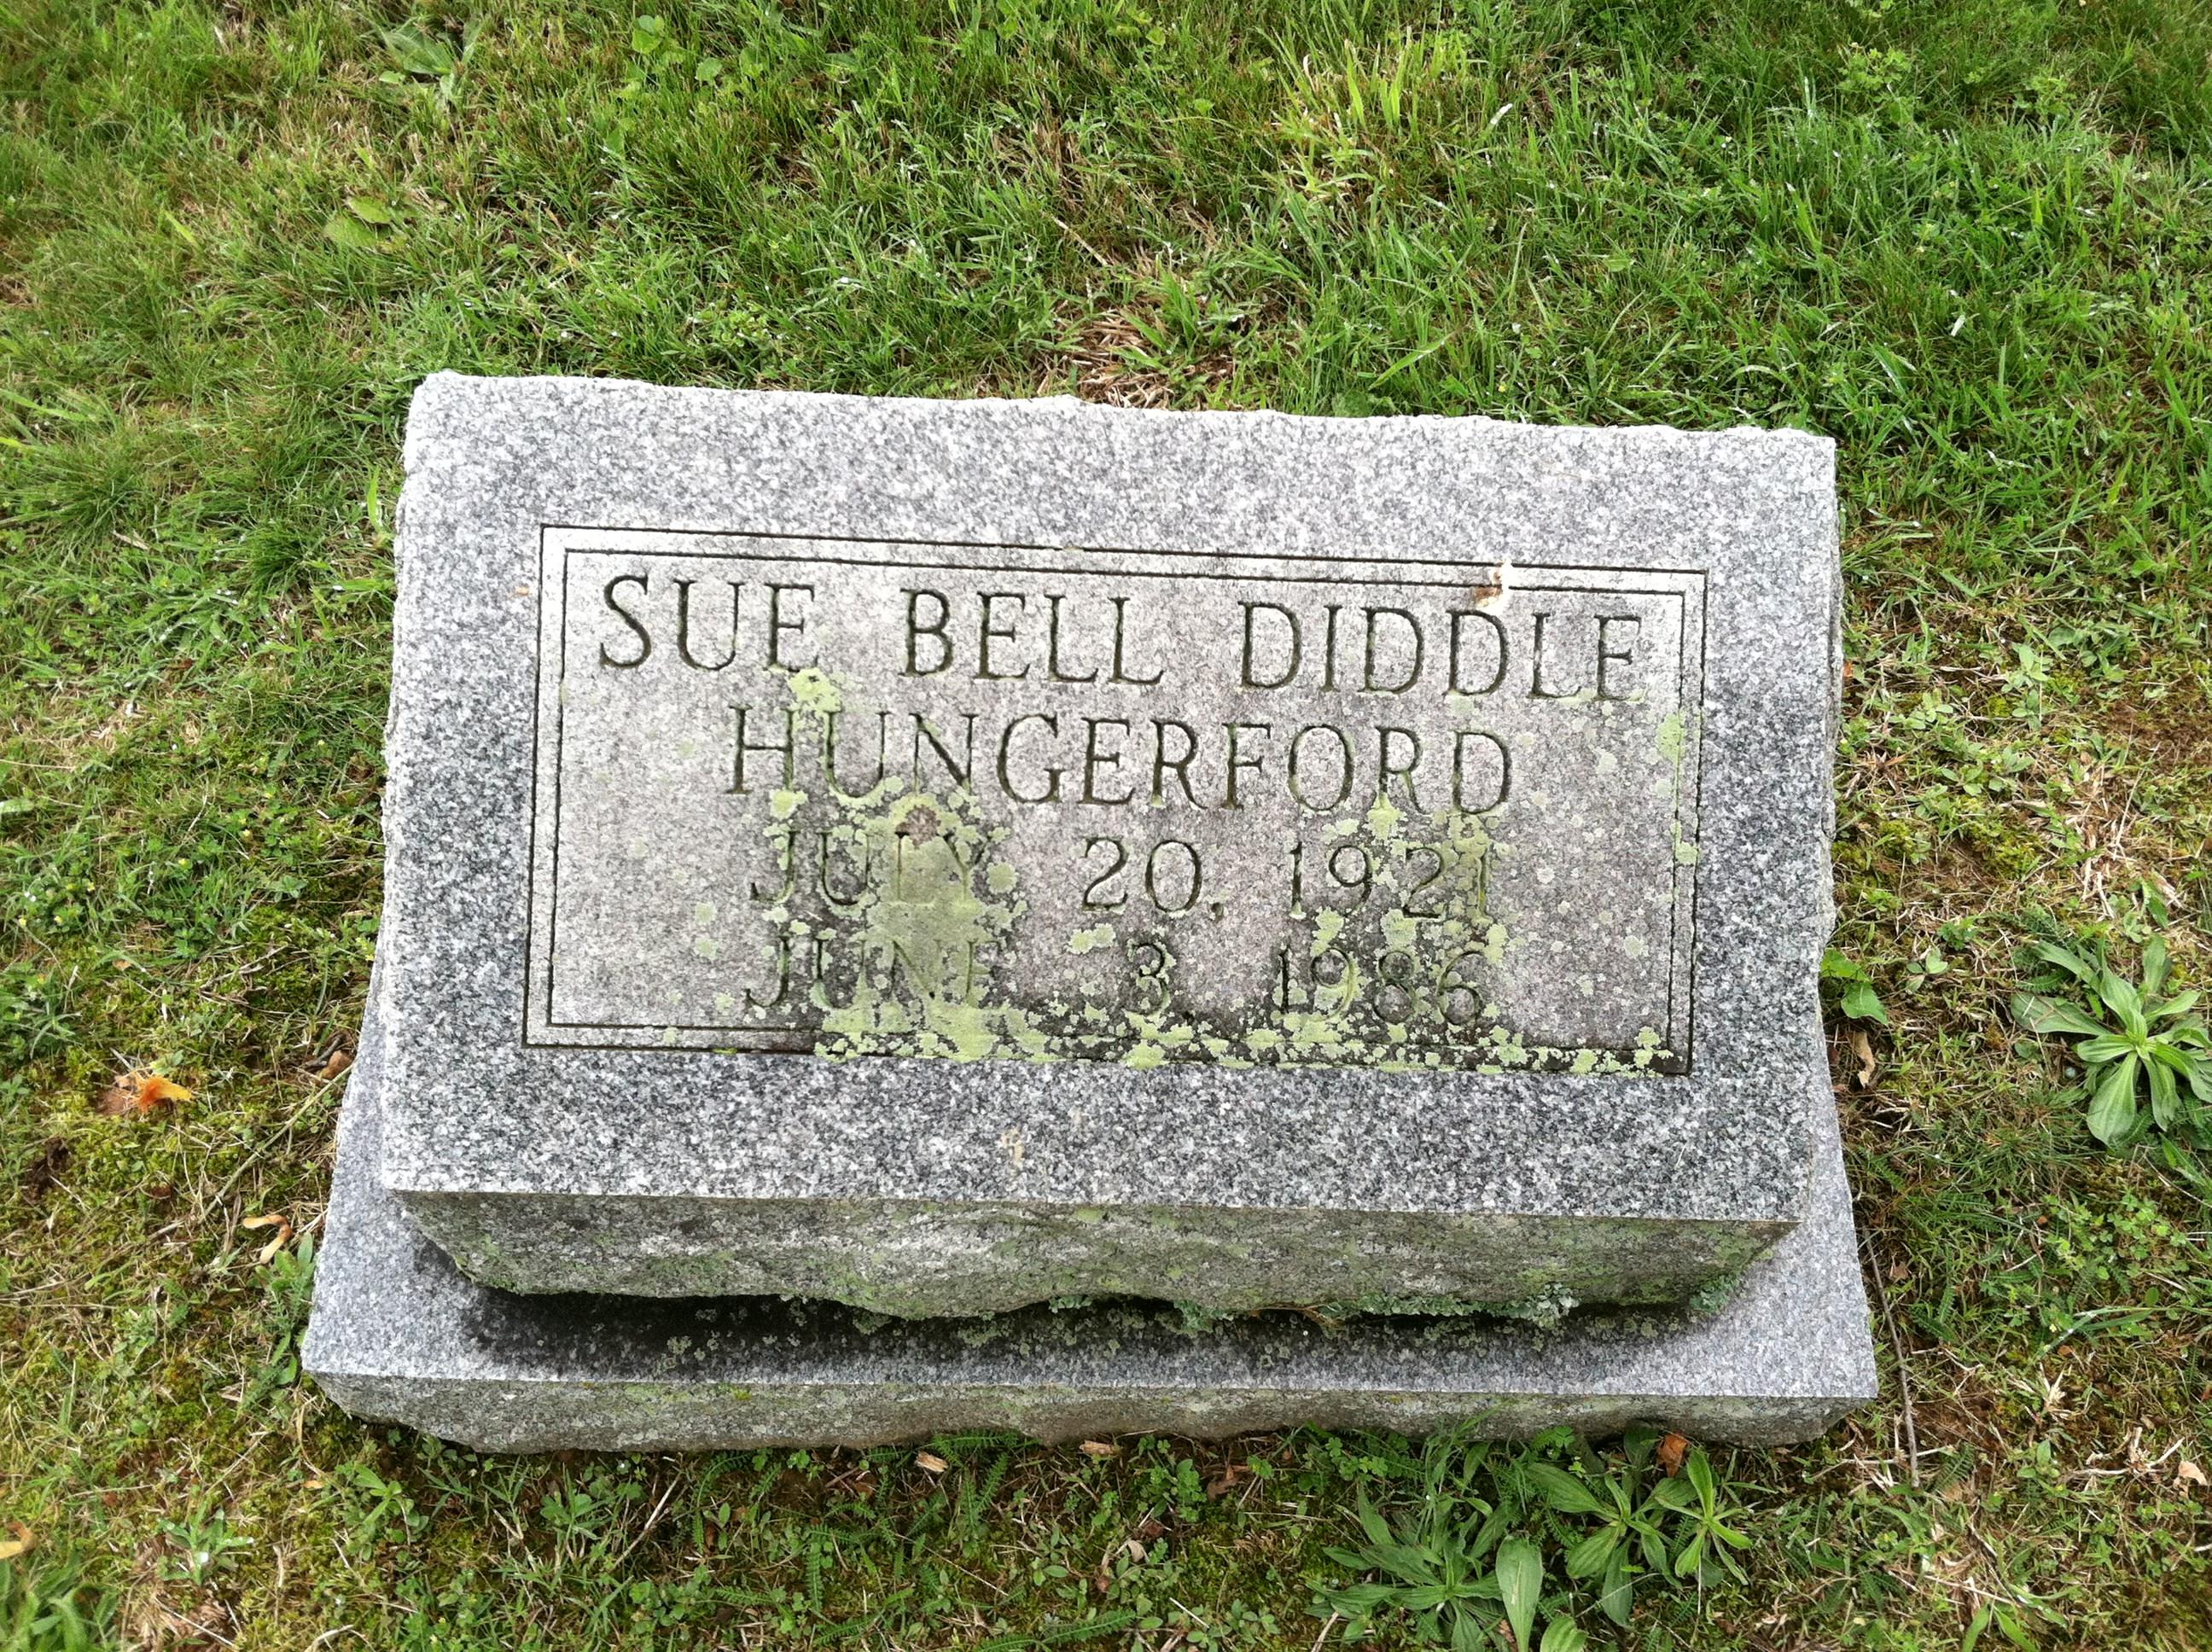 SUE BELL DIDDLE
HUNGERFORD
JULY 20, 1921
JUNE 3, 1986